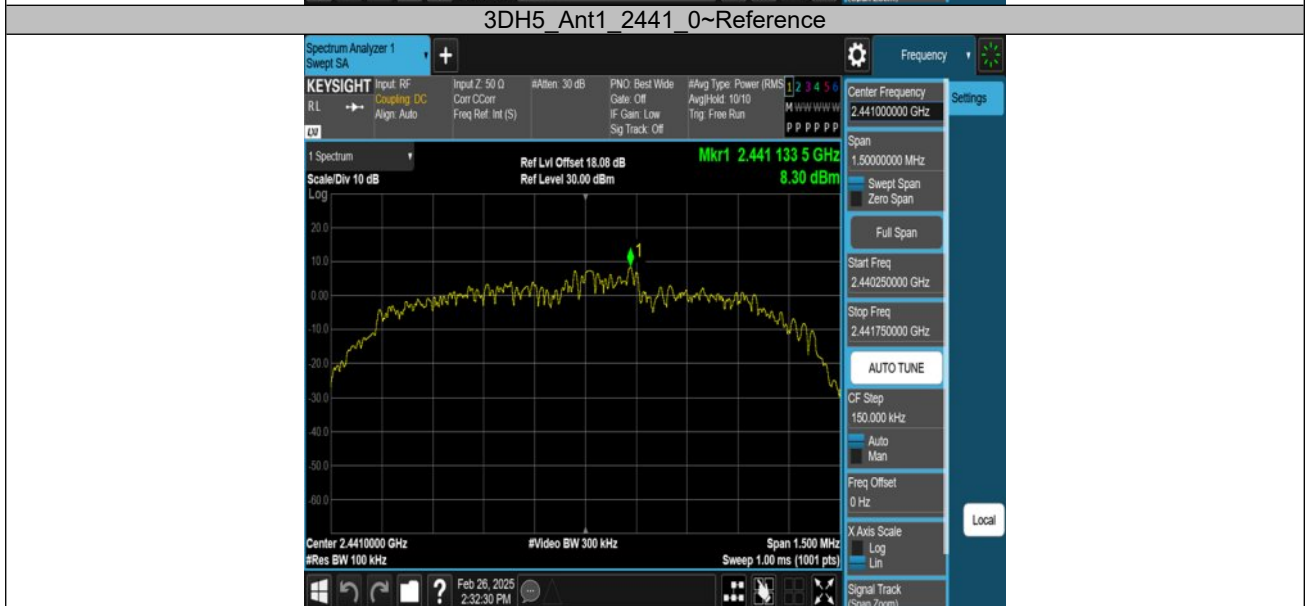 3DH5_Ant1_2441_0~Reference
Spectrum Analyzer 1
Swept SA
+
Frequency
KEYSIGHT
RL
Input: RF
Coupling: DC
Align: Auto
Input Z: 50 Ω
Corr CCorr
Freq Ref: Int (S)
#Atten: 30 dB
PNO: Best Wide
Gate: Off
IF Gain: Low
Sig Track: Off
#Avg Type: Power (RMS
Avg|Hold: 10/10
Trig: Free Run
1 2 3 4 5 6
M W W W W W
P P P P P P
1 Spectrum
Scale/Div 10 dB
Log
Ref Lvl Offset 18.08 dB
Ref Level 30.00 dBm
Mkr1 2.441 133 5 GHz
8.30 dBm
20.0
10.0
0.00
-10.0
-20.0
-30.0
-40.0
-50.0
-60.0
1
Center 2.4410000 GHz
#Res BW 100 kHz
#Video BW 300 kHz
Span 1.500 MHz
Sweep 1.00 ms (1001 pts)
Center Frequency
2.441000000 GHz
Settings
Span
1.50000000 MHz
Swept Span
Zero Span
Full Span
Start Freq
2.440250000 GHz
Stop Freq
2.441750000 GHz
AUTO TUNE
CF Step
150.000 kHz
Auto
Man
Freq Offset
0 Hz
Local
X Axis Scale
Log
Lin
Signal Track
(Span Zoom)
?
Feb 26, 2025
2:32:30 PM